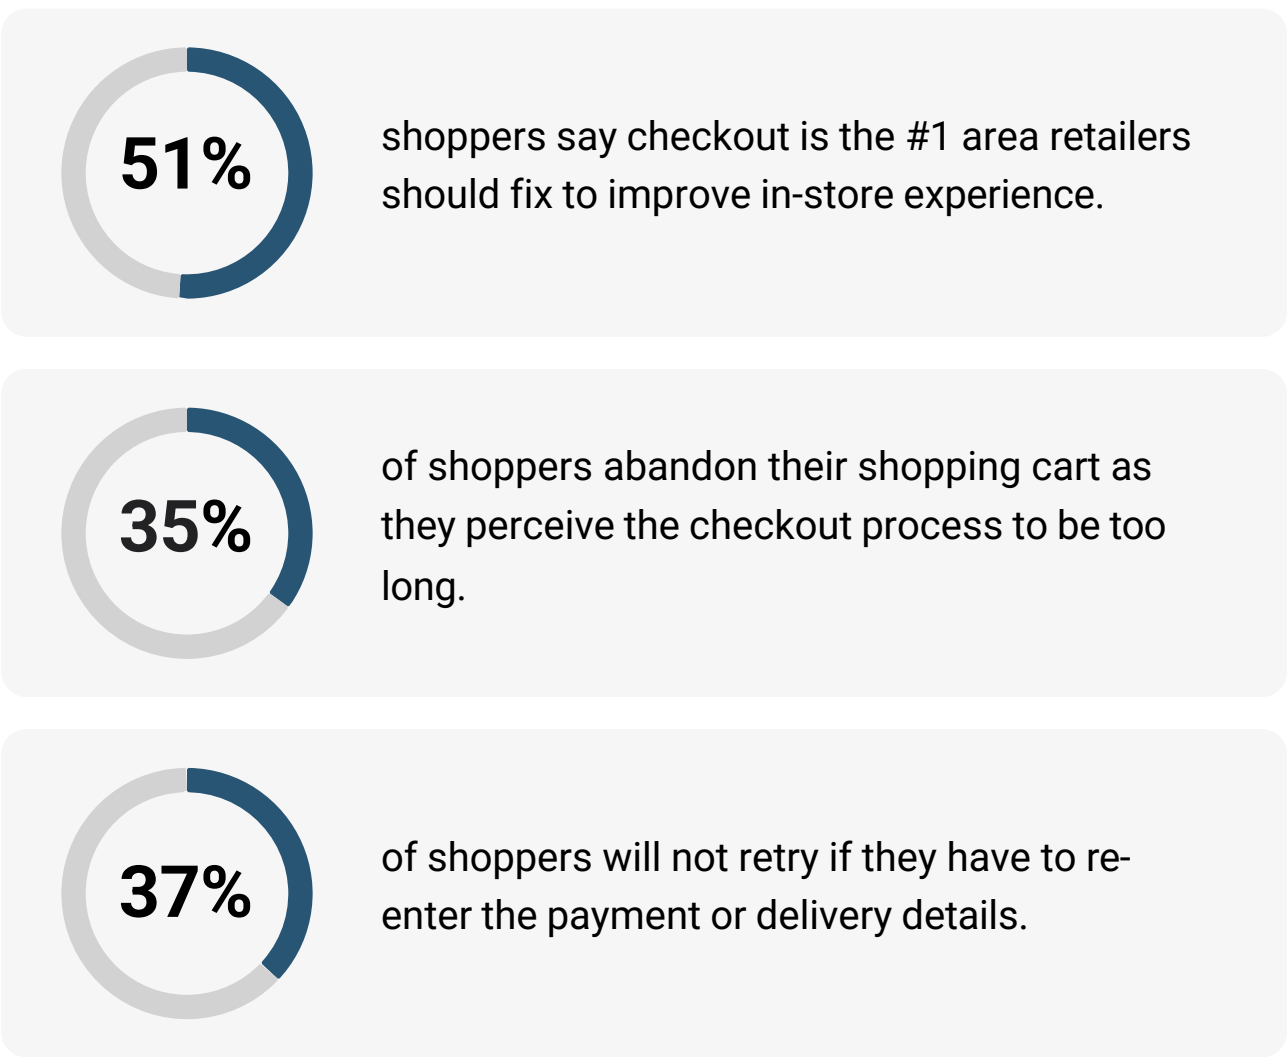 51%
shoppers say checkout is the #1 area retailers
should fix to improve in-store experience.
35%
of shoppers abandon their shopping cart as
they perceive the checkout process to be too
long.
37%
of shoppers will not retry if they have to re-
enter the payment or delivery details.